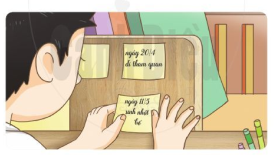 ngày 20/4
đi tham quan
ngày 11/5
sinh nhật
bé